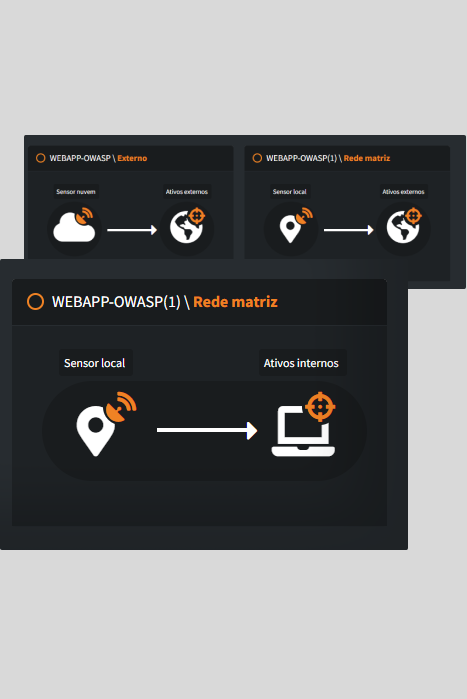 WEBAPP-OWASP \ Externo
Sensor nuvem
Ativos externos
WEBAPP-OWASP(1) \ Rede matriz
Sensor local
Ativos externos
WEBAPP-OWASP(1) \ Rede matriz
Sensor local
Ativos internos